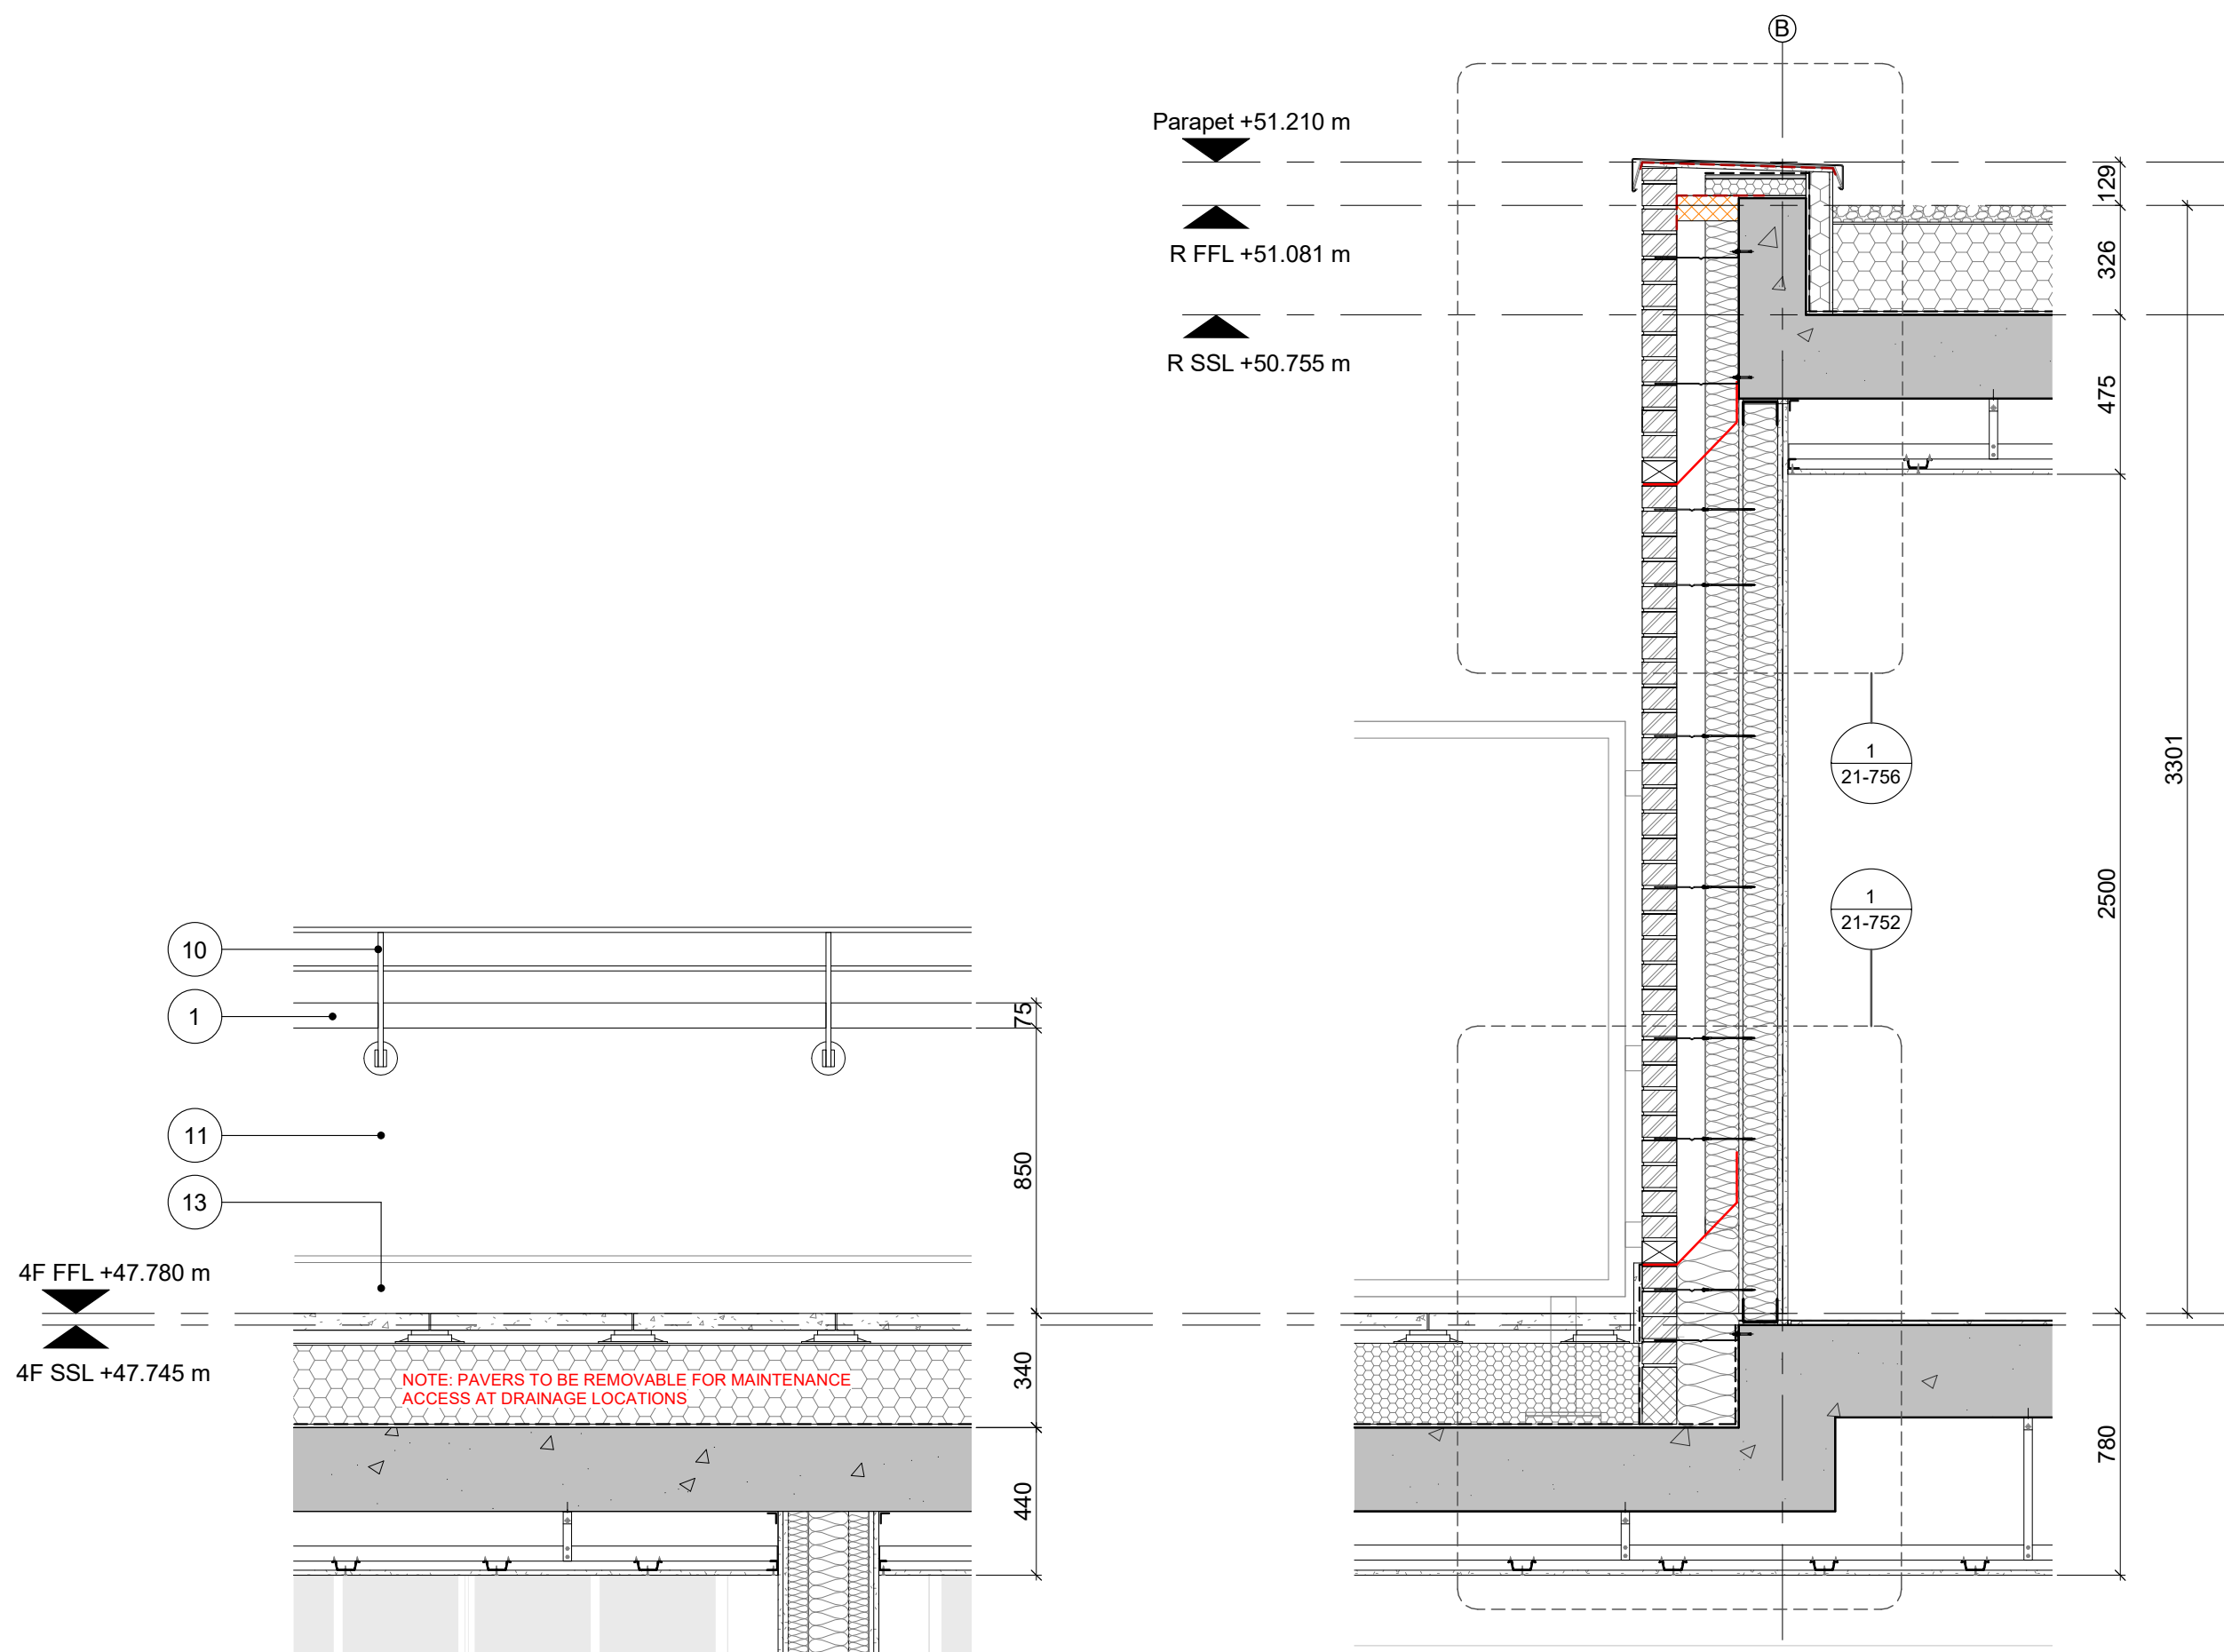 B
Parapet +51.210 m
R FFL +51.081 m
R SSL +50.755 m
129
326
475
2500
3301
780
1
21-756
1
21-752
10
1
11
13
75
850
340
440
4F FFL +47.780 m
4F SSL +47.745 m
NOTE: PAVERS TO BE REMOVABLE FOR MAINTENANCE
ACCESS AT DRAINAGE LOCATIONS